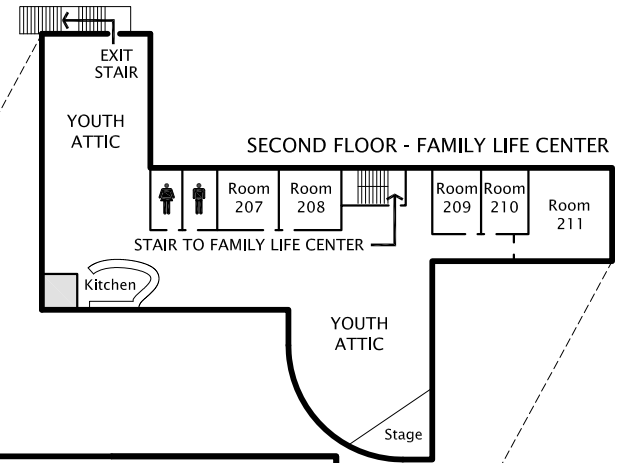 EXIT
STAIR
YOUTH
ATTIC
SECOND FLOOR - FAMILY LIFE CENTER
Room
207
Room
208
Room
209
Room
210
Room
211
STAIR TO FAMILY LIFE CENTER
Kitchen
YOUTH
ATTIC
Stage